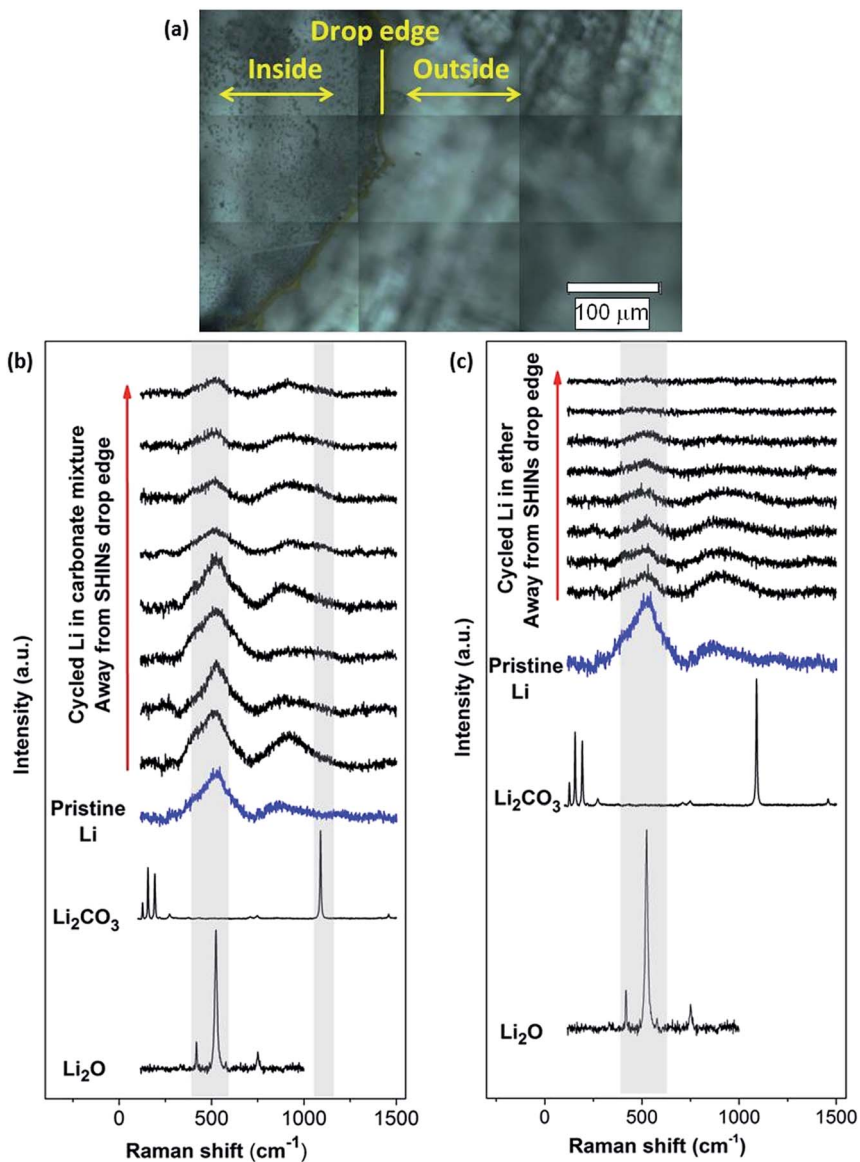 (a)
Drop edge
Inside
Outside
100 μm
(b)
Cycled Li in carbonate mixture
Away from SHINs drop edge
Intensity (a.u.)
Pristine
Li
Li₂CO₃
Li₂O
0
500
1000
1500
Raman shift (cm⁻¹)
(c)
Cycled Li in ether
Away from SHINs drop edge
Intensity (a.u.)
Pristine
Li
Li₂CO₃
Li₂O
0
500
1000
1500
Raman shift (cm⁻¹)